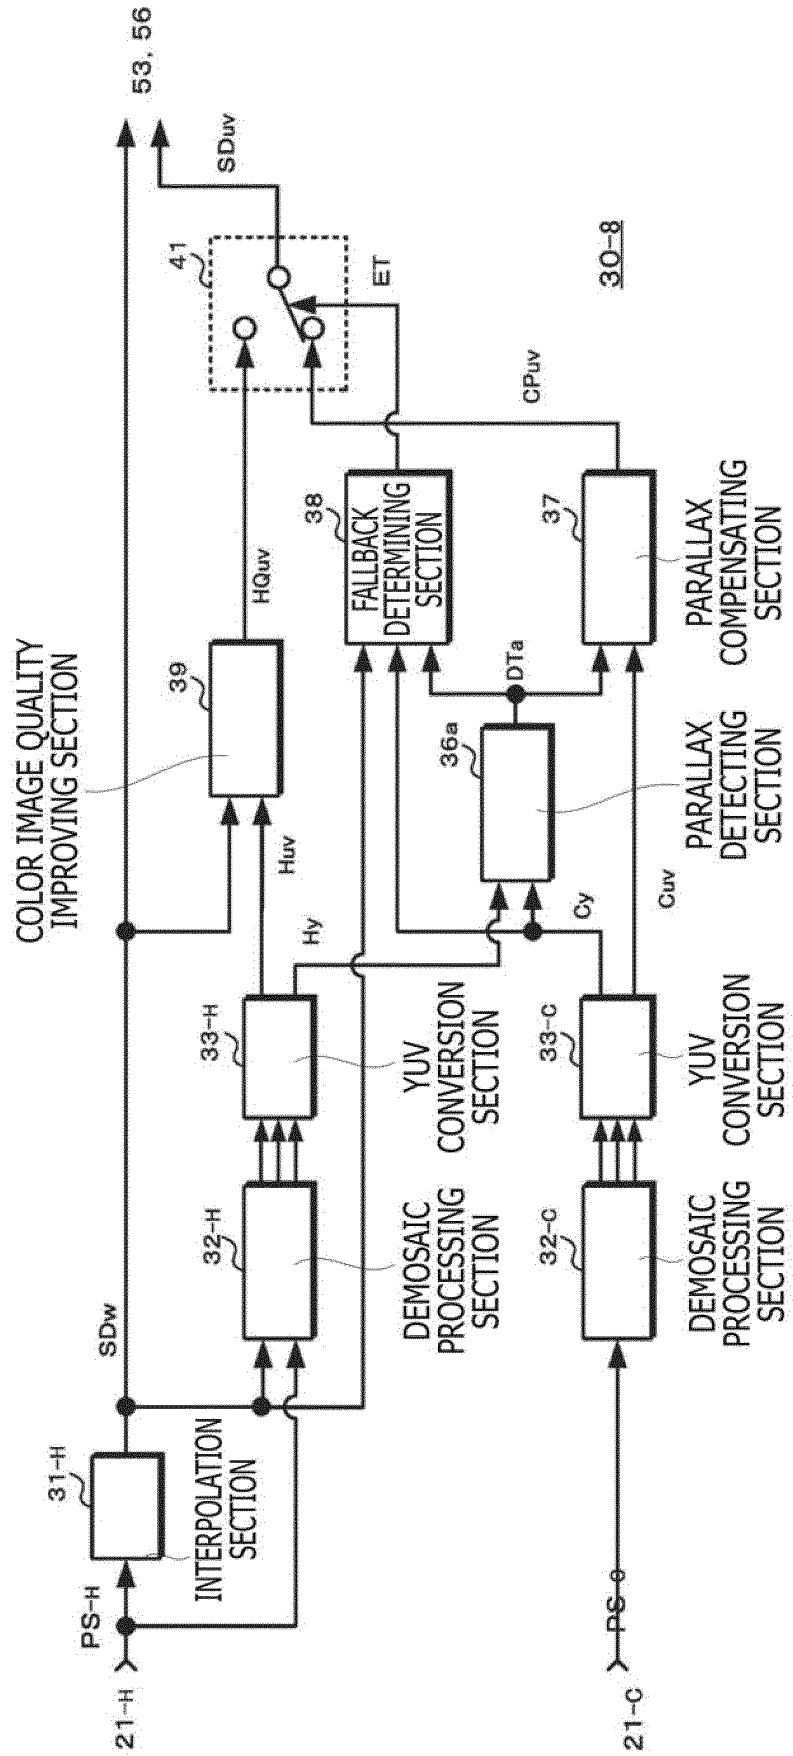 21-H
PS-H
31-H
INTERPOLATION
SECTION
SDw
32-H
DEMOSAIC
PROCESSING
SECTION
33-H
YUV
CONVERSION
SECTION
Hy
Huv
COLOR IMAGE QUALITY
IMPROVING SECTION
39
HQuv
41
SDuv
53, 56
ET
38
FALLBACK
DETERMINING
SECTION
DTa
36a
PARALLAX
DETECTING
SECTION
37
PARALLAX
COMPENSATING
SECTION
CPuv
30-8
21-C
PS-C
32-C
DEMOSAIC
PROCESSING
SECTION
33-C
YUV
CONVERSION
SECTION
Cy
Cuv